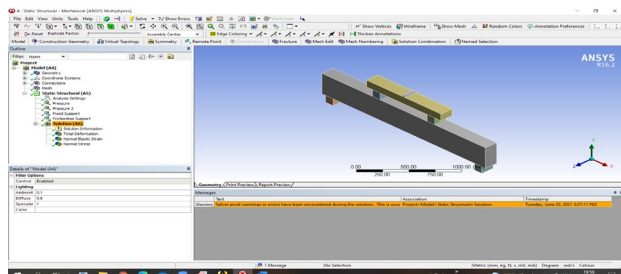 A : Static Structural - Mechanical [ANSYS Multiphysics]
File Edit View Units Tools Help Solve ?/ Show Errors
Show Vertices Wireframe Show Mesh Random Colors Annotation Preferences
Reset Explode Factor: Assembly Center Edge Coloring Thicken Annotations
Model Construction Geometry Virtual Topology Symmetry Remote Point Connections Fracture Mesh Edit Mesh Numbering Solution Combination Named Selection
Outline
Filter: Name
Project
Model (A4)
Geometry
Coordinate Systems
Connections
Mesh
Static Structural (A5)
Analysis Settings
Pressure
Pressure 2
Fixed Support
Frictionless Support
Solution (A6)
Solution Information
Total Deformation
Normal Elastic Strain
Normal Stress
Details of "Model (A4)"
Filter Options
Control Enabled
Lighting
Ambient 0.1
Diffuse 0.6
Specular 1
Color
ANSYS
R16.2
0.00 500.00 1000.00
250.00 750.00
Y
X
Z
Geometry Print Preview Report Preview
Messages
Text Association Timestamp
Warning Solver pivot warnings or errors have been encountered during the solution. This is usua Project>Model>Static Structural>Solution Tuesday, June
1 Message No Selection Metric (mm, kg, N, s, mV, mA) Degrees rad/s Celsius
19:59